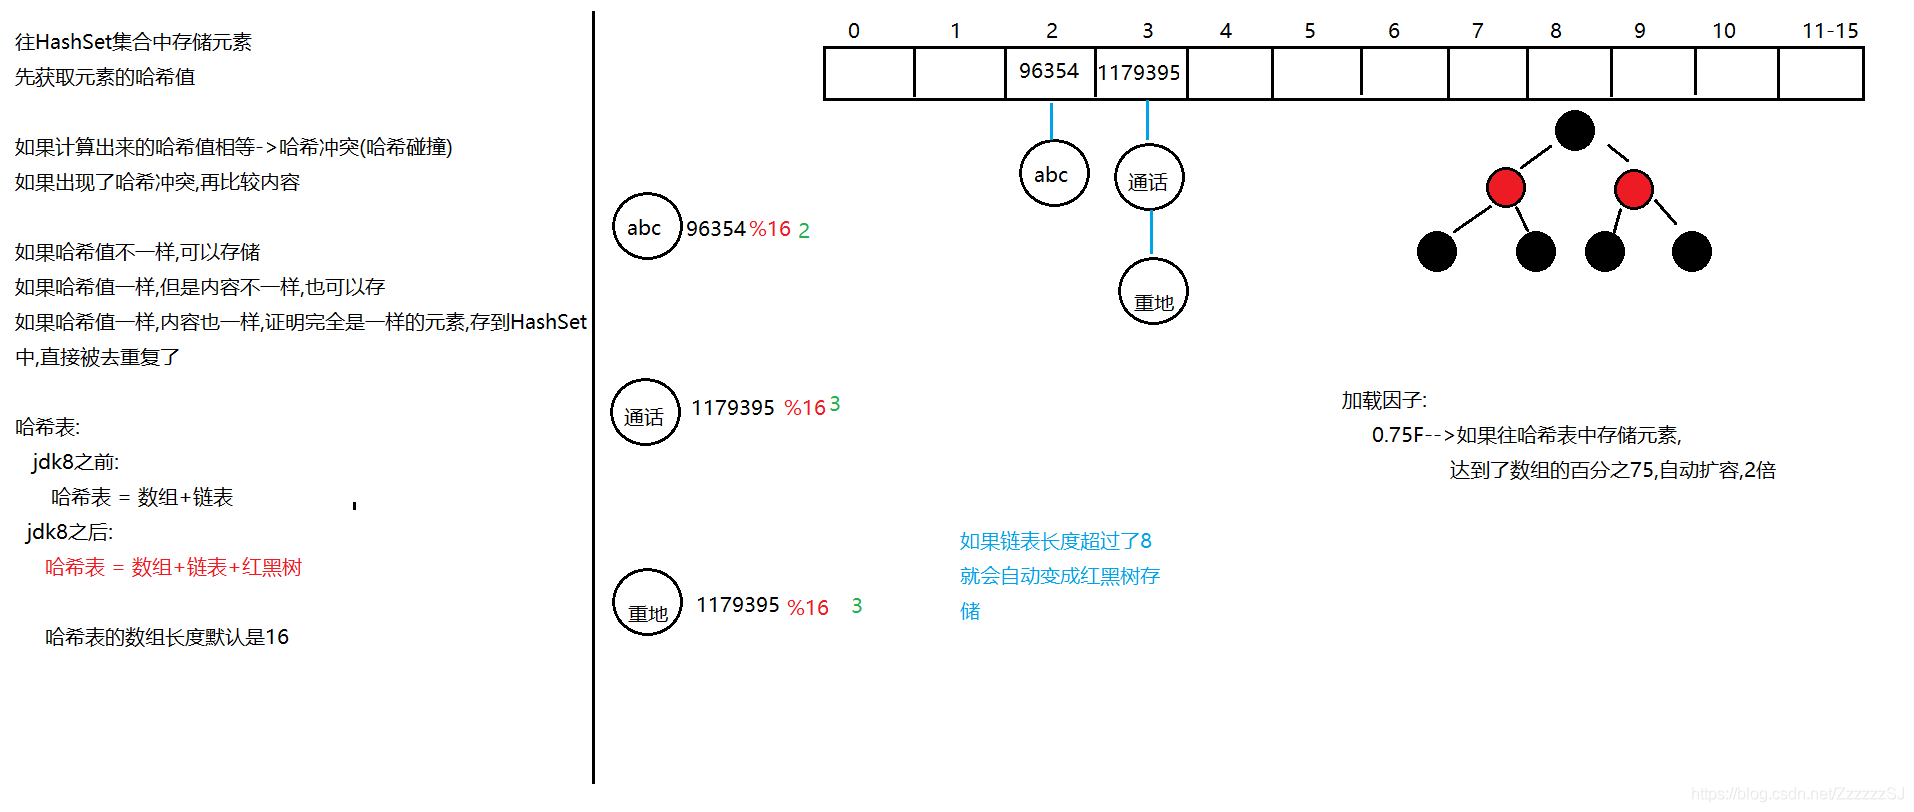 往HashSet集合中存储元素
先获取元素的哈希值
如果计算出来的哈希值相等->哈希冲突(哈希碰撞)
如果出现了哈希冲突,再比较内容
如果哈希值不一样,可以存储
如果哈希值一样,但是内容不一样,也可以存
如果哈希值一样,内容也一样,证明完全是一样的元素,存到HashSet
中,直接被去重复了
哈希表:
jdk8之前:
哈希表 = 数组+链表
jdk8之后:
哈希表 = 数组+链表+红黑树
哈希表的数组长度默认是16
0 1 2 3 4 5 6 7 8 9 10 11-15
96354 1179395
abc 通话
重地
abc 96354 %16 2
通话 1179395 %16 3
重地 1179395 %16 3
如果链表长度超过了8
就会自动变成红黑树存
储
加载因子:
0.75F-->如果往哈希表中存储元素,
达到了数组的百分之75,自动扩容,2倍
https://blog.csdn.net/ZzzzzzSJ